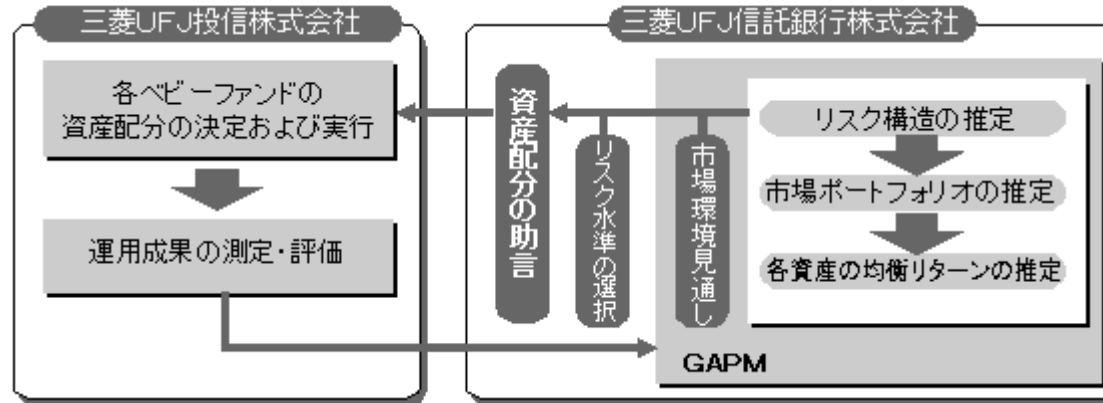 三菱UFJ投信株式会社
各ベビーファンドの
資産配分の決定および実行
運用成果の測定・評価
三菱UFJ信託銀行株式会社
資産配分の助言
リスク水準の選択
市場環境見通し
リスク構造の推定
市場ポートフォリオの推定
各資産の均衡リターンの推定
GAPM